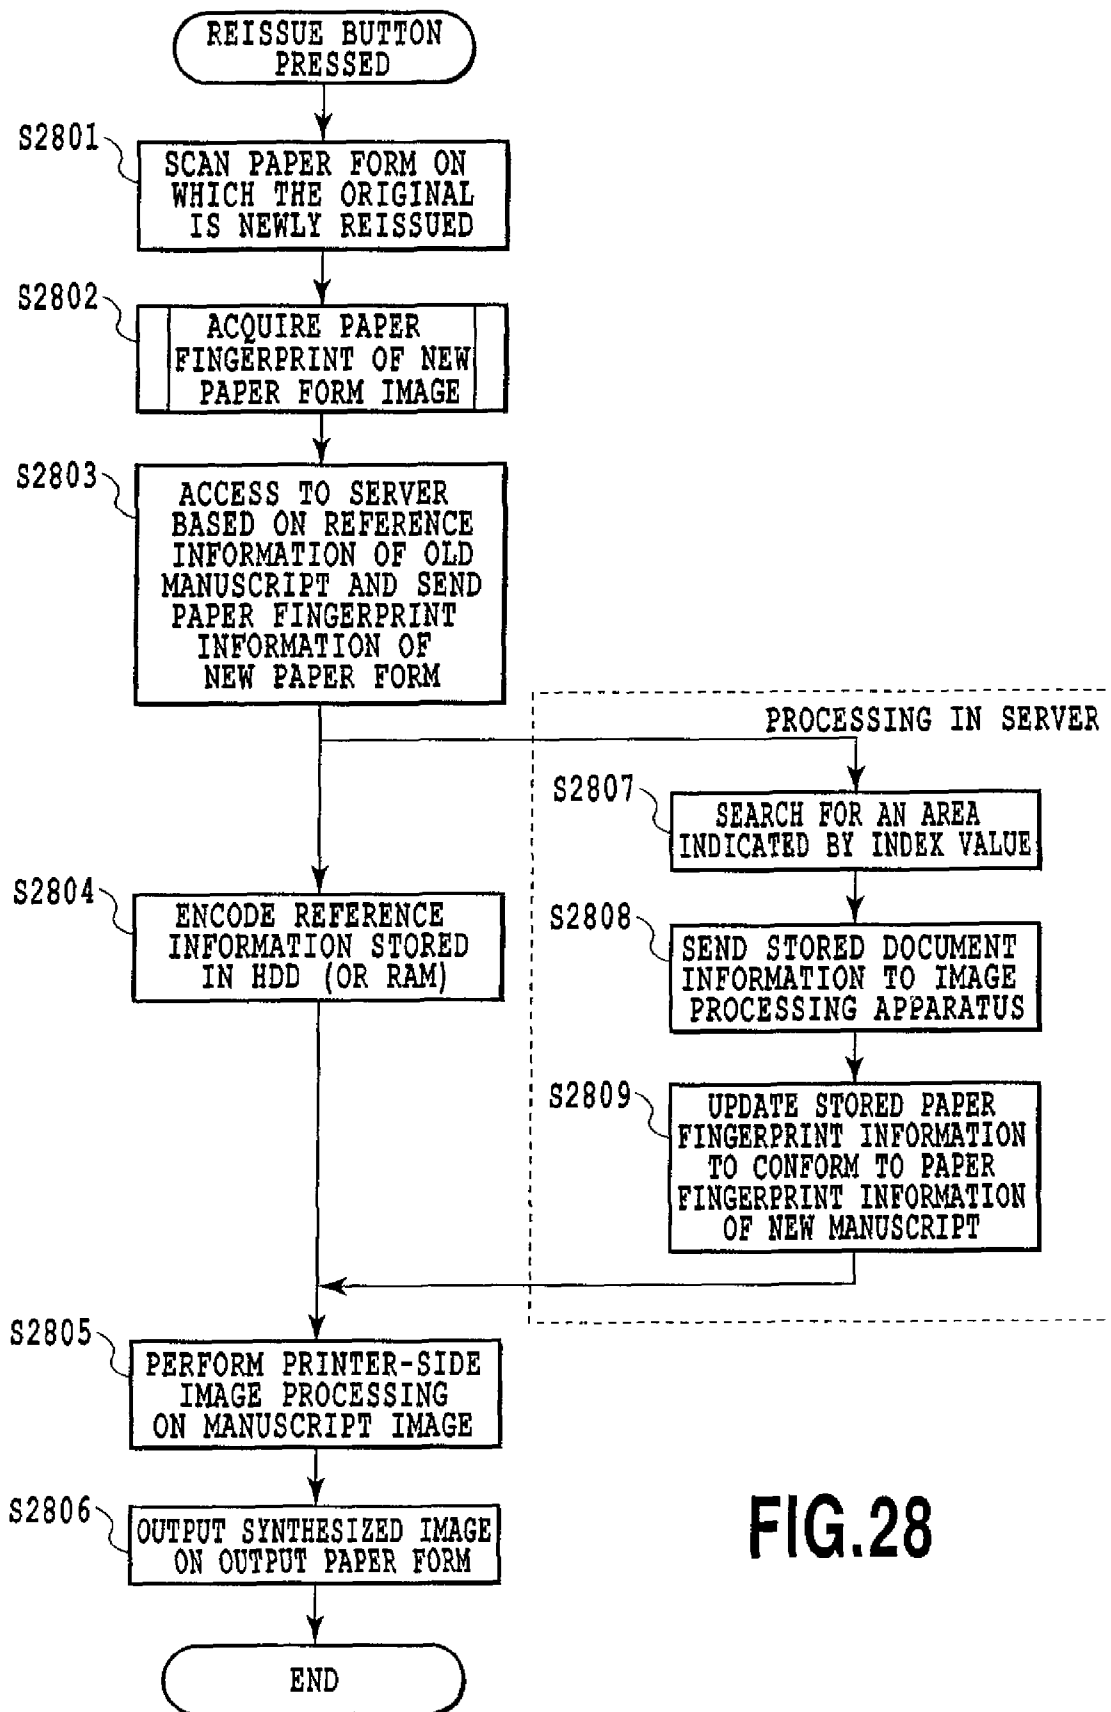 REISSUE BUTTON
PRESSED
S2801
SCAN PAPER FORM ON
WHICH THE ORIGINAL
IS NEWLY REISSUED
S2802
ACQUIRE PAPER
FINGERPRINT OF NEW
PAPER FORM IMAGE
S2803
ACCESS TO SERVER
BASED ON REFERENCE
INFORMATION OF OLD
MANUSCRIPT AND SEND
PAPER FINGERPRINT
INFORMATION OF
NEW PAPER FORM
PROCESSING IN SERVER
S2807
SEARCH FOR AN AREA
INDICATED BY INDEX VALUE
S2804
ENCODE REFERENCE
INFORMATION STORED
IN HDD (OR RAM)
S2808
SEND STORED DOCUMENT
INFORMATION TO IMAGE
PROCESSING APPARATUS
S2809
UPDATE STORED PAPER
FINGERPRINT INFORMATION
TO CONFORM TO PAPER
FINGERPRINT INFORMATION
OF NEW MANUSCRIPT
S2805
PERFORM PRINTER-SIDE
IMAGE PROCESSING
ON MANUSCRIPT IMAGE
S2806
OUTPUT SYNTHESIZED IMAGE
ON OUTPUT PAPER FORM
END
FIG.28